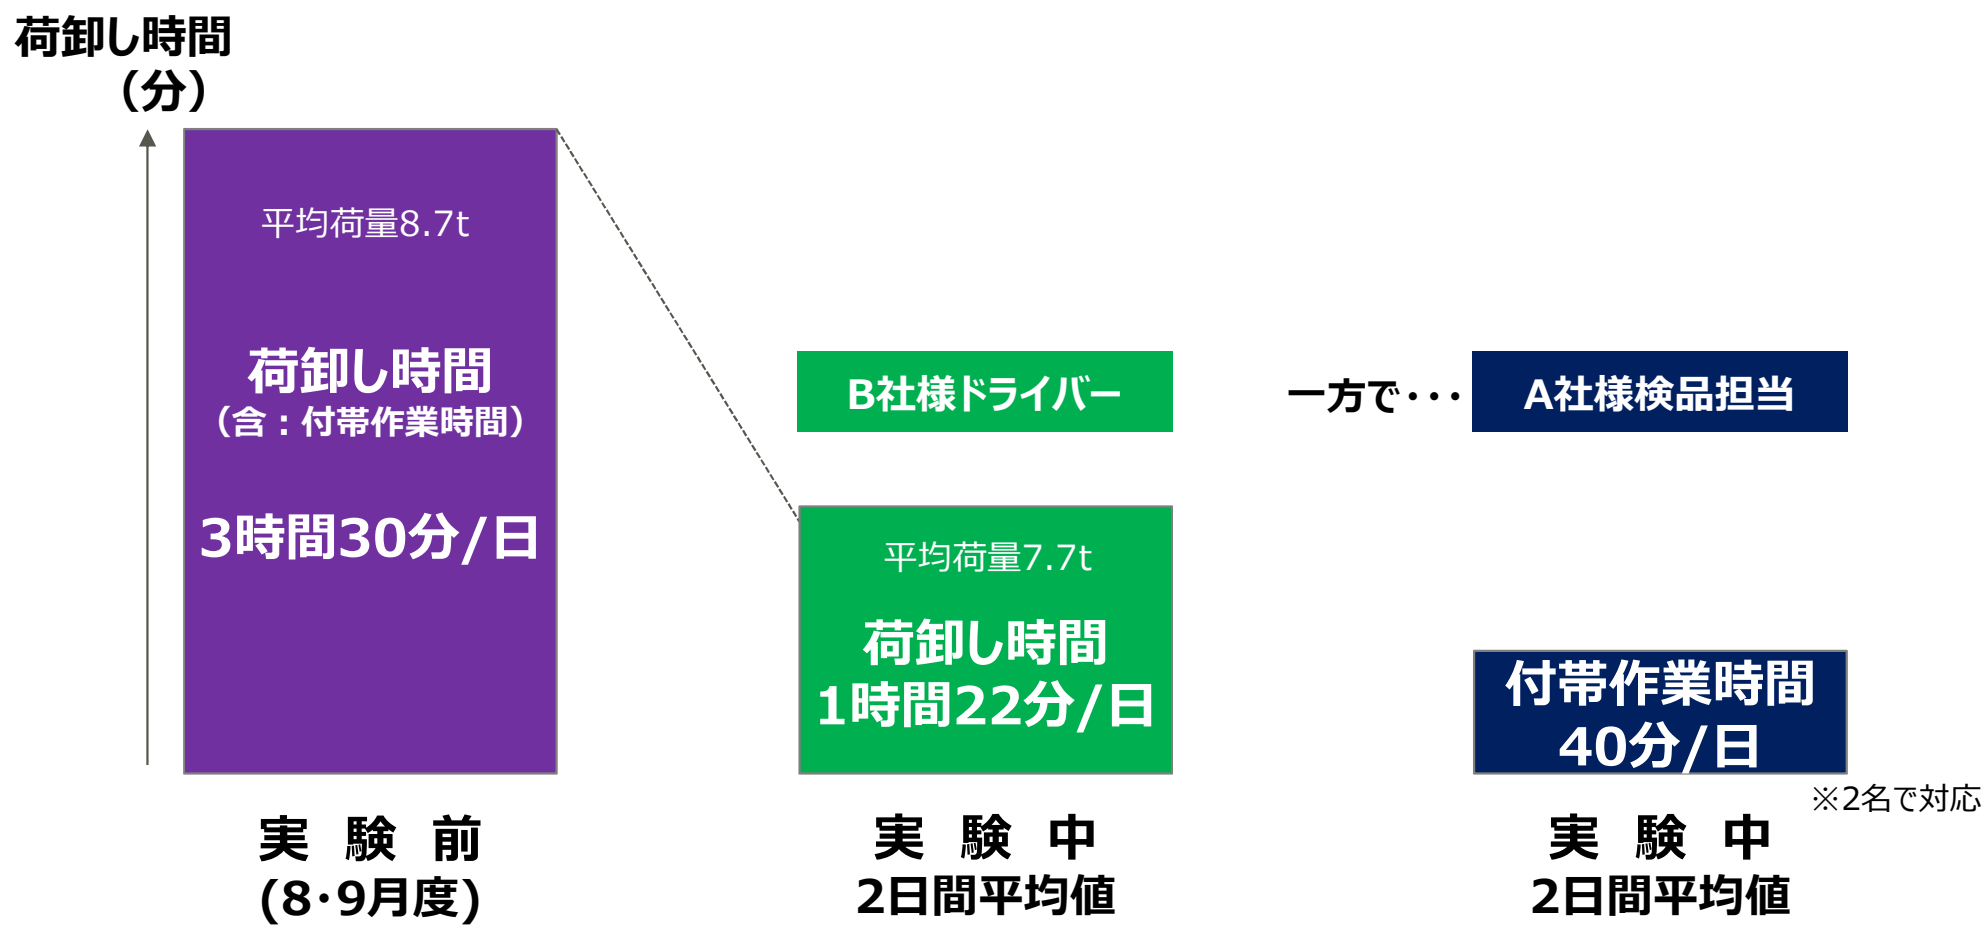 荷卸し時間
（分）
平均荷量8.7t
荷卸し時間
（含：付帯作業時間）
3時間30分/日
実 験 前
(8･9月度)
B社様ドライバー
平均荷量7.7t
荷卸し時間
1時間22分/日
実 験 中
2日間平均値
一方で･･･
A社様検品担当
付帯作業時間
40分/日
※2名で対応
実 験 中
2日間平均値